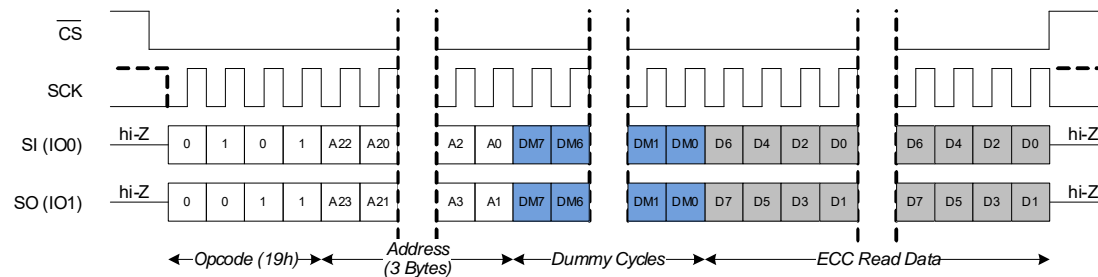 CS
SCK
SI (IO0) hi-Z 0 1 0 1 A22 A20 A2 A0 DM7 DM6 DM1 DM0 D6 D4 D2 D0 D6 D4 D2 D0 hi-Z
SO (IO1) hi-Z 0 0 1 1 A23 A21 A3 A1 DM7 DM6 DM1 DM0 D7 D5 D3 D1 D7 D5 D3 D1 hi-Z
Opcode (19h) Address Dummy Cycles ECC Read Data
(3 Bytes)